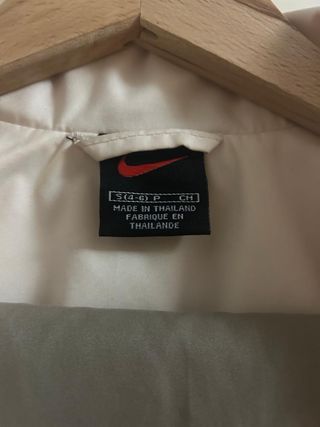 S(4-6) P CH
MADE IN THAILAND
FABRIQUE EN
THAILANDE